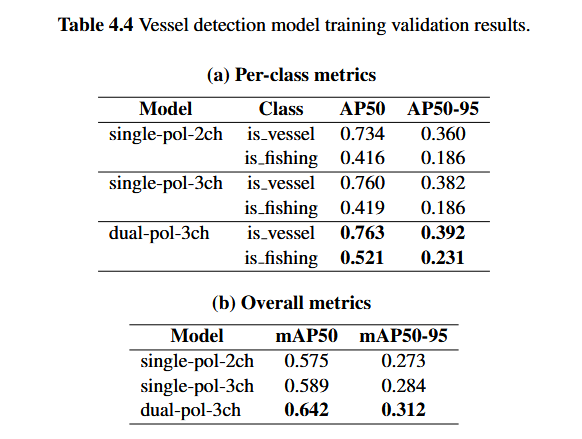 Table 4.4 Vessel detection model training validation results.
(a) Per-class metrics
Model Class AP50 AP50-95
single-pol-2ch is_vessel 0.734 0.360
is_fishing 0.416 0.186
single-pol-3ch is_vessel 0.760 0.382
is_fishing 0.419 0.186
dual-pol-3ch is_vessel 0.763 0.392
is_fishing 0.521 0.231
(b) Overall metrics
Model mAP50 mAP50-95
single-pol-2ch 0.575 0.273
single-pol-3ch 0.589 0.284
dual-pol-3ch 0.642 0.312